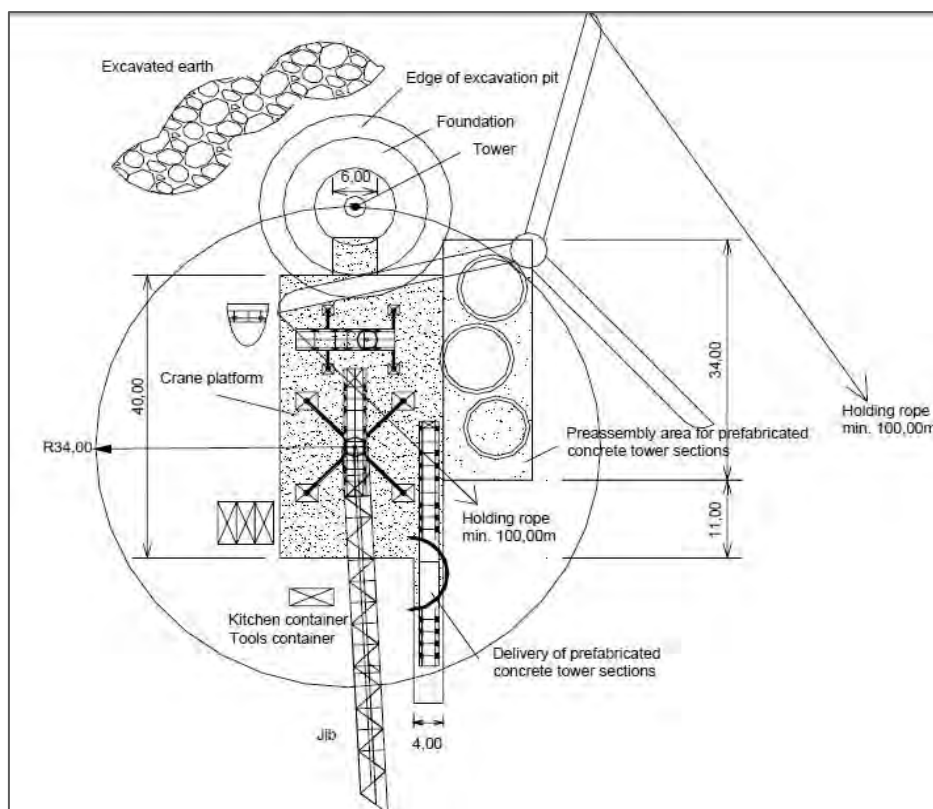 Excavated earth
Edge of excavation pit
Foundation
Tower
6,00
40,00
34,00
Crane platform
Holding rope
min. 100,00m
R34,00
Preassembly area for prefabricated
concrete tower sections
11,00
Holding rope
min. 100,00m
Kitchen container
Tools container
Delivery of prefabricated
concrete tower sections
Jib
4,00